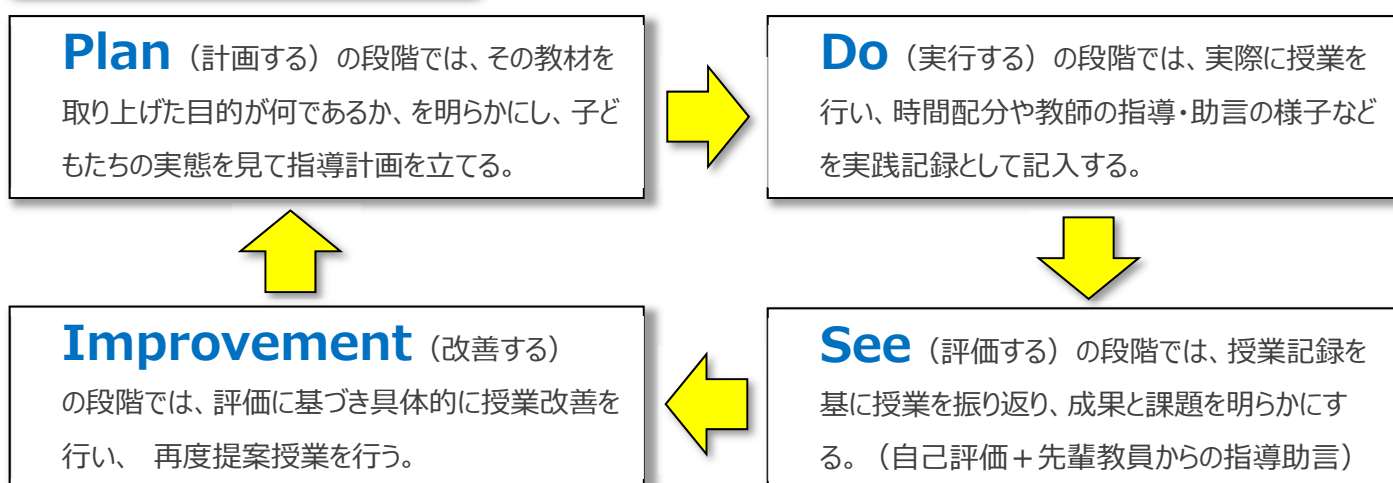 Plan（計画する）の段階では、その教材を
取り上げた目的が何であるか、を明らかにし、子ど
もたちの実態を見て指導計画を立てる。
Do（実行する）の段階では、実際に授業を
行い、時間配分や教師の指導・助言の様子など
を実践記録として記入する。
Improvement（改善する）
の段階では、評価に基づき具体的に授業改善を
行い、 再度提案授業を行う。
See（評価する）の段階では、授業記録を
基に授業を振り返り、成果と課題を明らかにす
る。（自己評価＋先輩教員からの指導助言）